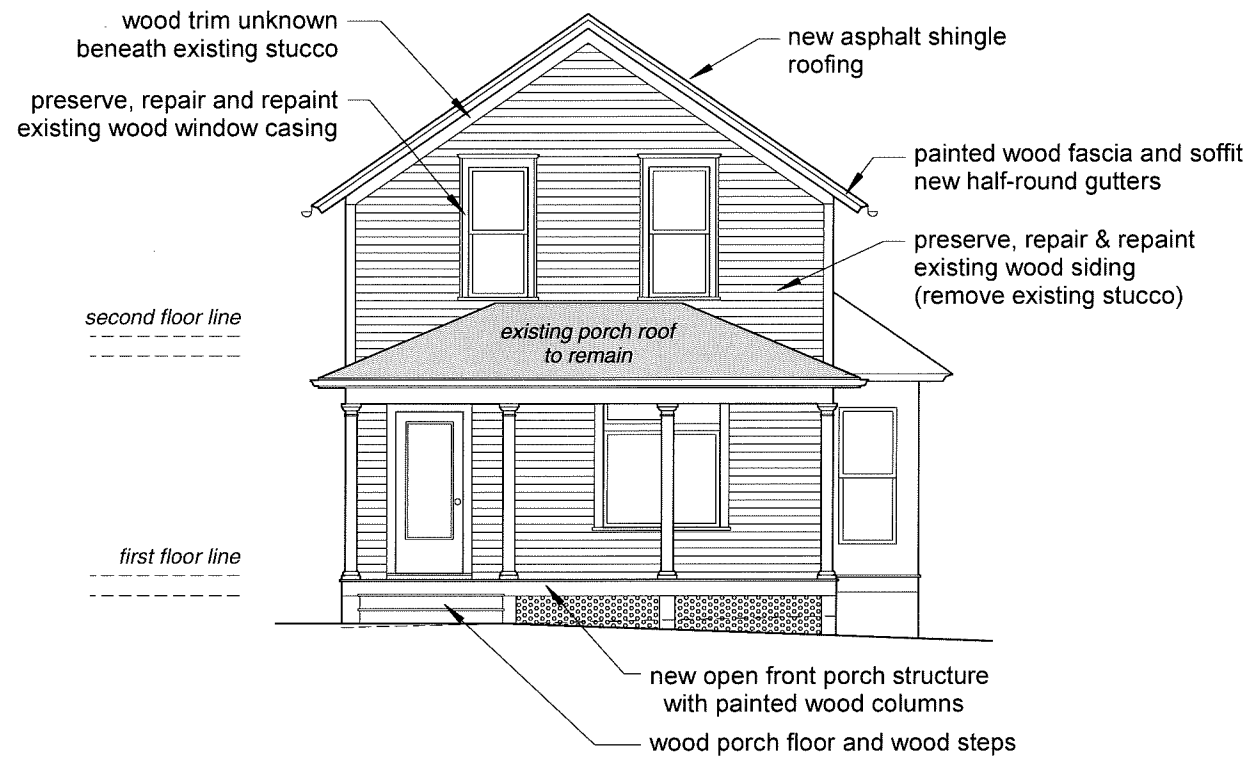 wood trim unknown
beneath existing stucco
new asphalt shingle
roofing
preserve, repair and repaint
existing wood window casing
painted wood fascia and soffit
new half-round gutters
preserve, repair & repaint
existing wood siding
(remove existing stucco)
second floor line
existing porch roof
to remain
first floor line
new open front porch structure
with painted wood columns
wood porch floor and wood steps